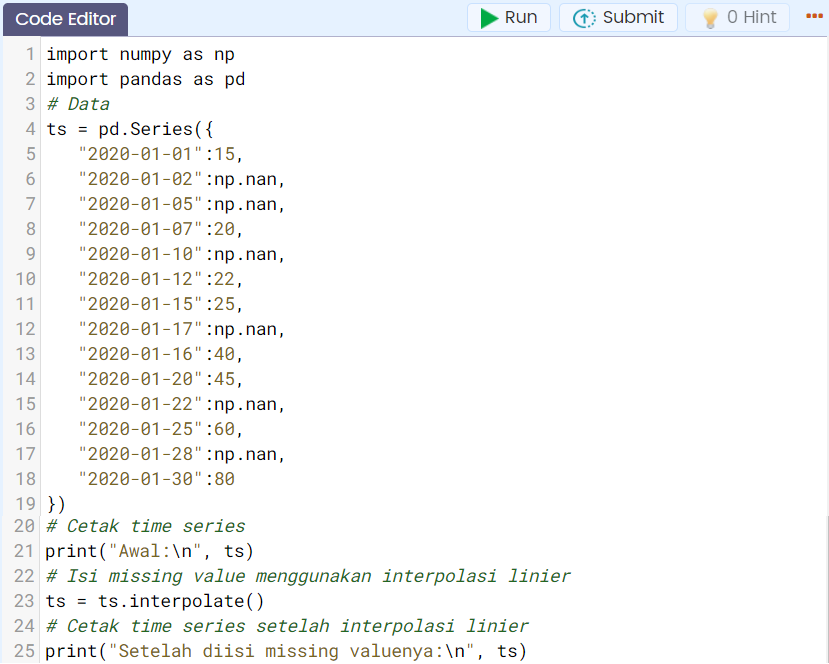 Code Editor Run Submit 0 Hint
1 import numpy as np
2 import pandas as pd
3 # Data
4 ts = pd.Series({
5 "2020-01-01":15,
6 "2020-01-02":np.nan,
7 "2020-01-05":np.nan,
8 "2020-01-07":20,
9 "2020-01-10":np.nan,
10 "2020-01-12":22,
11 "2020-01-15":25,
12 "2020-01-17":np.nan,
13 "2020-01-16":40,
14 "2020-01-20":45,
15 "2020-01-22":np.nan,
16 "2020-01-25":60,
17 "2020-01-28":np.nan,
18 "2020-01-30":80
19 })
20 # Cetak time series
21 print("Awal:\n", ts)
22 # Isi missing value menggunakan interpolasi linier
23 ts = ts.interpolate()
24 # Cetak time series setelah interpolasi linier
25 print("Setelah diisi missing valuenya:\n", ts)